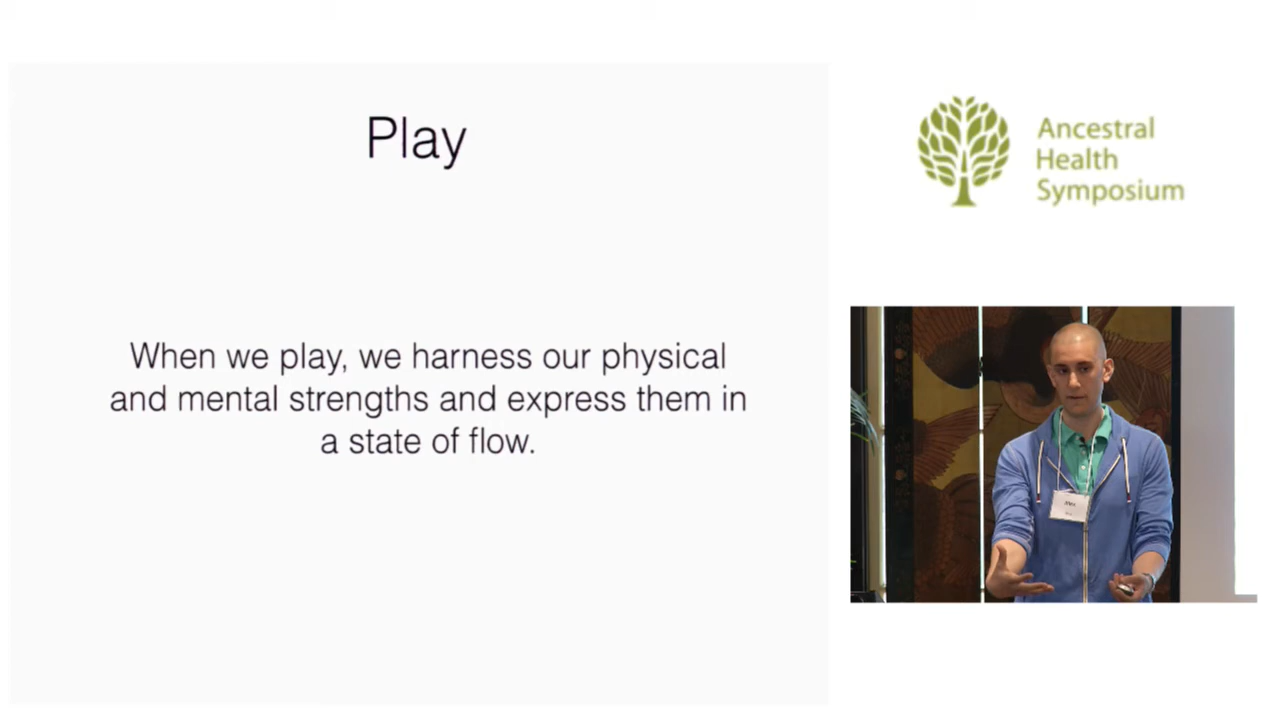 Play
When we play, we harness our physical
and mental strengths and express them in
a state of flow.
Ancestral
Health
Symposium